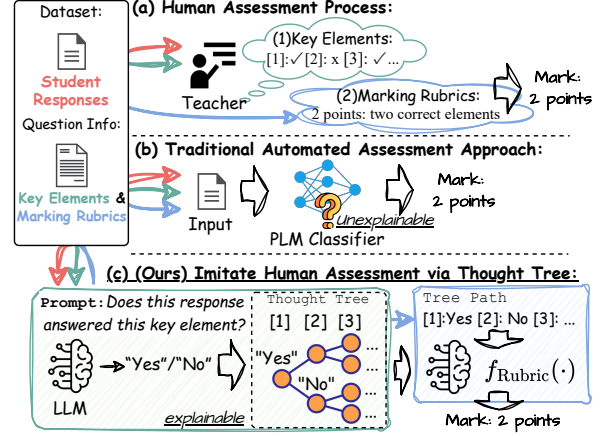 Dataset:
Student
Responses
Question Info:
Key Elements &
Marking Rubrics
(a) Human Assessment Process:
(1)Key Elements:
[1]:✓[2]: x [3]: ✓...
Teacher
(2)Marking Rubrics:
2 points: two correct elements
Mark:
2 points
(b) Traditional Automated Assessment Approach:
Input
?
Unexplainable
PLM Classifier
Mark:
2 points
(c) (Ours) Imitate Human Assessment via Thought Tree:
Prompt: Does this response
answered this key element?
LLM
"Yes"/"No"
explainable
Thought Tree
[1] [2] [3]
"Yes"
"No"
...
...
...
...
Tree Path
[1]:Yes [2]: No [3]: ...
fRubric(·)
Mark: 2 points